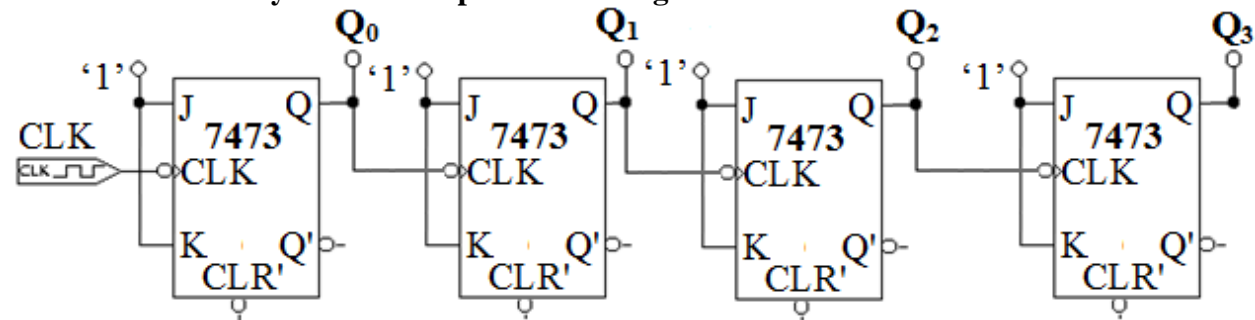 Q0 Q1 Q2 Q3
‘1’ ‘1’ ‘1’ ‘1’
J Q J Q J Q J Q
7473 7473 7473 7473
CLK
CLK CLK CLK CLK CLK
K Q' K Q' K Q' K Q'
CLR' CLR' CLR' CLR'